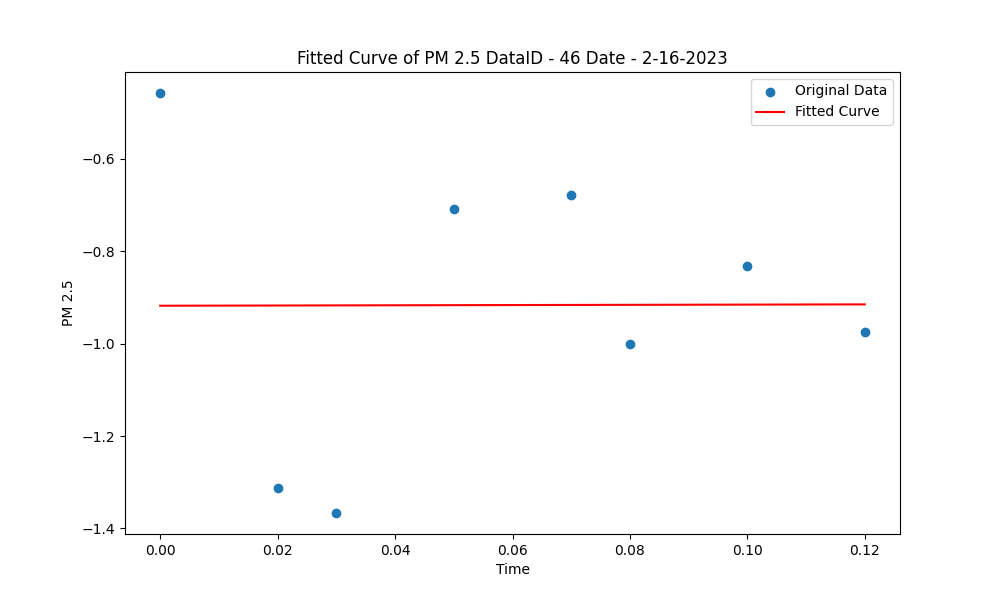 Fitted Curve of PM 2.5 DataID - 46 Date - 2-16-2023
Original Data
Fitted Curve
PM 2.5
−0.6
−0.8
−1.0
−1.2
−1.4
0.00 0.02 0.04 0.06 0.08 0.10 0.12
Time